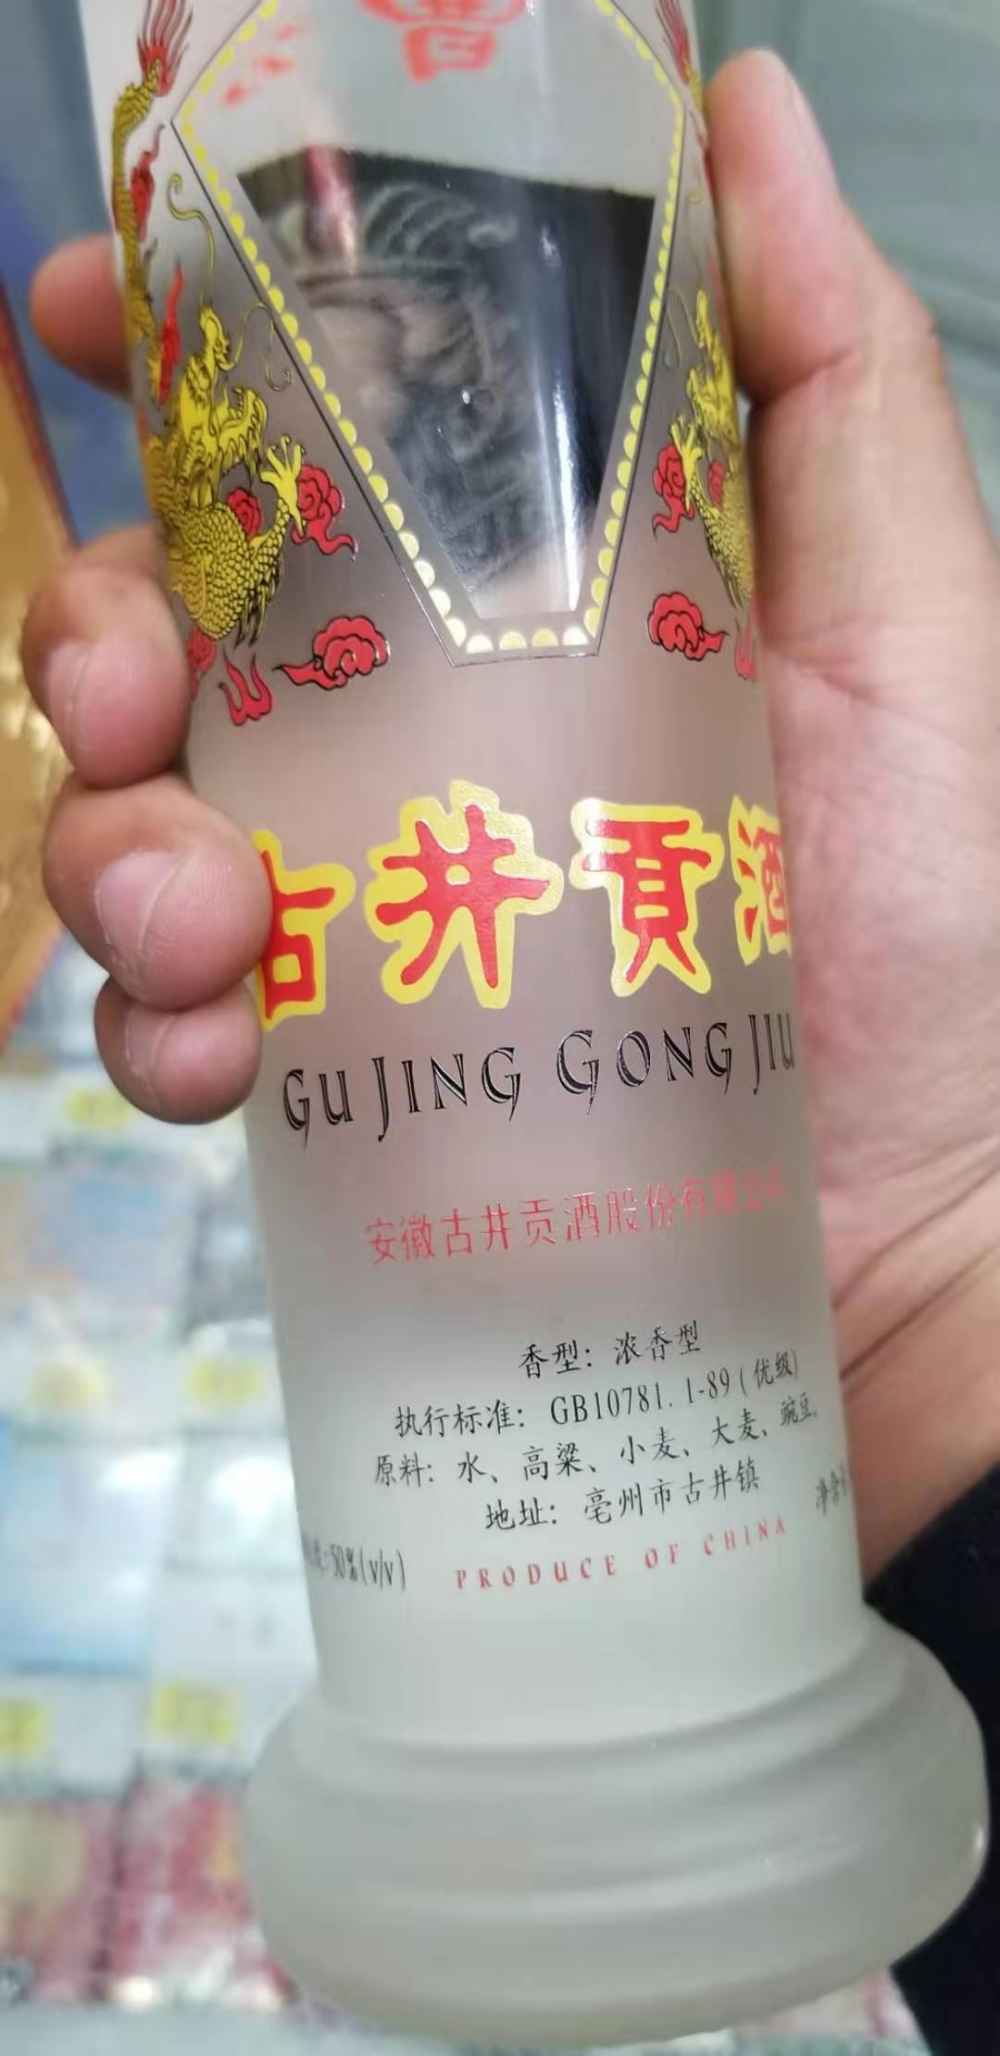 古井贡酒
GU JING GONG JIU
安徽古井贡酒股份有限公司
香型：浓香型
执行标准：GB10781.1-89(优级)
原料：水、高粱、小麦、大麦、豌豆
地址：亳州市古井镇
50%(v/v)
PRODUCE OF CHINA
净含